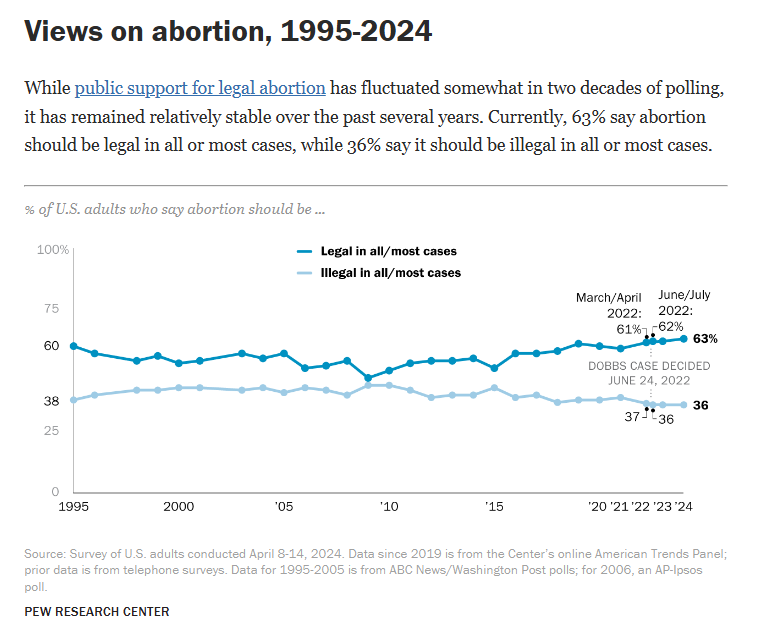 Views on abortion, 1995-2024
While public support for legal abortion has fluctuated somewhat in two decades of polling,
it has remained relatively stable over the past several years. Currently, 63% say abortion
should be legal in all or most cases, while 36% say it should be illegal in all or most cases.
% of U.S. adults who say abortion should be ...
100%
Legal in all/most cases
Illegal in all/most cases
75
March/April
2022:
61%
June/July
2022:
62%
63%
60
DOBBS CASE DECIDED
JUNE 24, 2022
38
36
37
36
25
0
1995
2000
'05
'10
'15
'20 '21 '22 '23 '24
Source: Survey of U.S. adults conducted April 8-14, 2024. Data since 2019 is from the Center's online American Trends Panel;
prior data is from telephone surveys. Data for 1995-2005 is from ABC News/Washington Post polls; for 2006, an AP-Ipsos
poll.
PEW RESEARCH CENTER